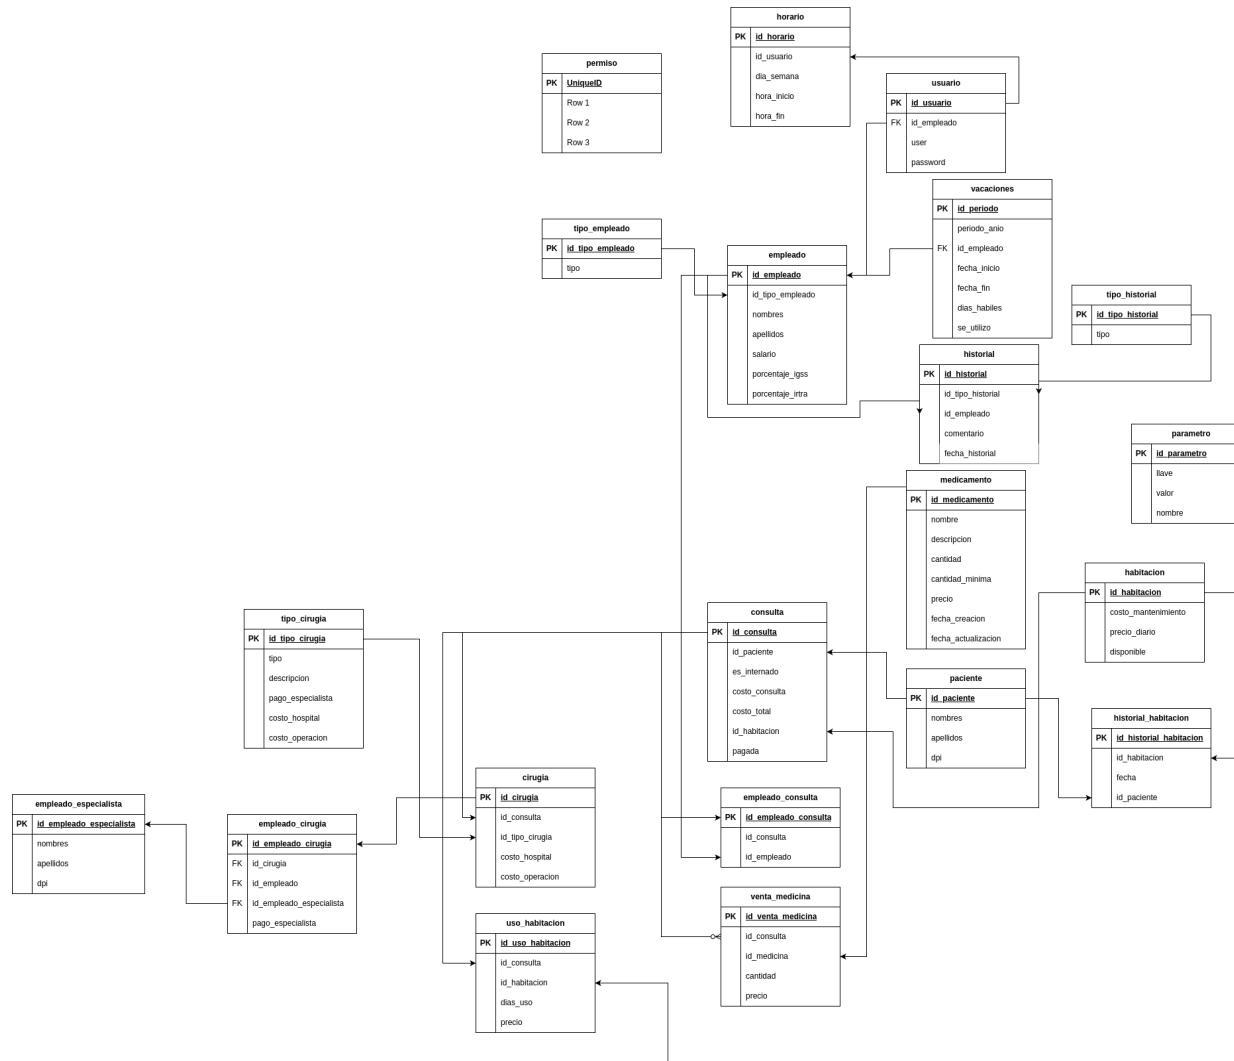 horario
PK id_horario
id_usuario
dia_semana
hora_inicio
hora_fin
permiso
PK UniqueID
Row 1
Row 2
Row 3
usuario
PK id_usuario
FK id_empleado
user
password
vacaciones
PK id_periodo
periodo_anio
FK id_empleado
fecha_inicio
fecha_fin
dias_habiles
se_utilizo
tipo_empleado
PK id_tipo_empleado
tipo
empleado
PK id_empleado
id_tipo_empleado
nombres
apellidos
salario
porcentaje_igss
porcentaje_irtra
tipo_historial
PK id_tipo_historial
tipo
historial
PK id_historial
id_tipo_historial
id_empleado
comentario
fecha_historial
parametro
PK id_parametro
llave
valor
nombre
medicamento
PK id_medicamento
nombre
descripcion
cantidad
cantidad_minima
precio
fecha_creacion
fecha_actualizacion
habitacion
PK id_habitacion
costo_mantenimiento
precio_diario
disponible
tipo_cirugia
PK id_tipo_cirugia
tipo
descripcion
pago_especialista
costo_hospital
costo_operacion
consulta
PK id_consulta
id_paciente
es_internado
costo_consulta
costo_total
id_habitacion
pagada
paciente
PK id_paciente
nombres
apellidos
dpi
historial_habitacion
PK id_historial_habitacion
id_habitacion
fecha
id_paciente
cirugia
PK id_cirugia
id_consulta
id_tipo_cirugia
costo_hospital
costo_operacion
empleado_especialista
PK id_empleado_especialista
nombres
apellidos
dpi
empleado_cirugia
PK id_empleado_cirugia
FK id_cirugia
FK id_empleado
FK id_empleado_especialista
pago_especialista
empleado_consulta
PK id_empleado_consulta
id_consulta
id_empleado
venta_medicina
PK id_venta_medicina
id_consulta
id_medicina
cantidad
precio
uso_habitacion
PK id_uso_habitacion
id_consulta
id_habitacion
dias_uso
precio